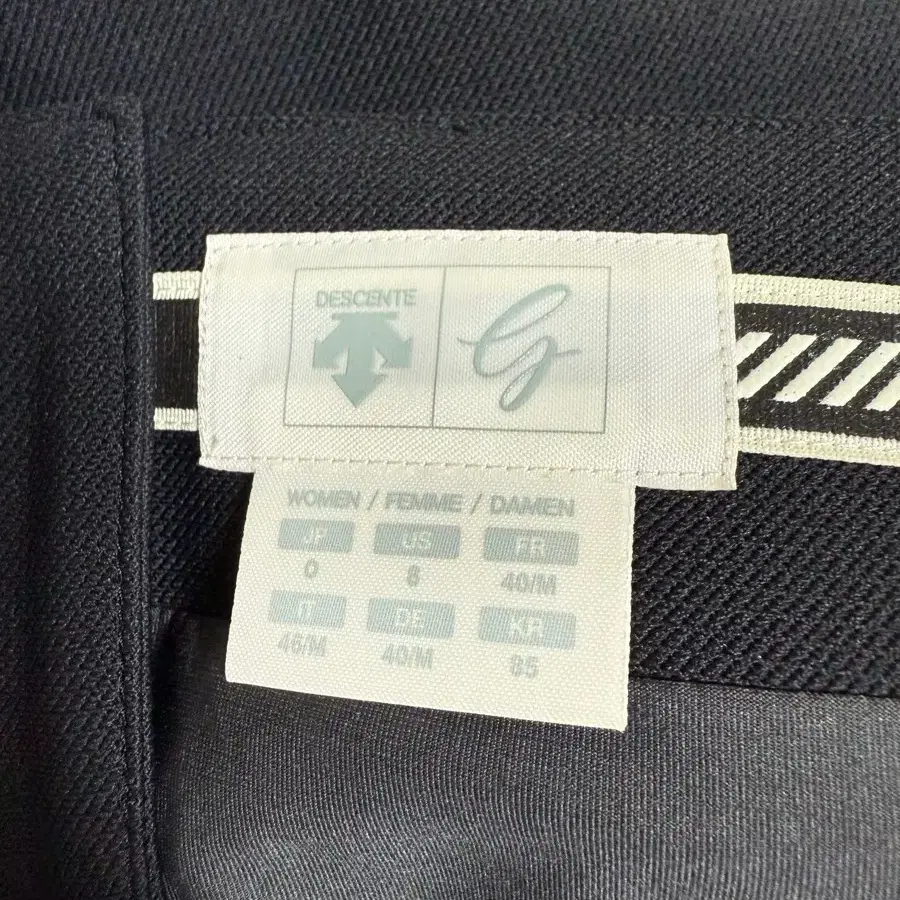 DESCENTE
G
WOMEN / FEMME / DAMEN
JP US FR
0 8 40/M
IT DE KR
46/M 40/M 85